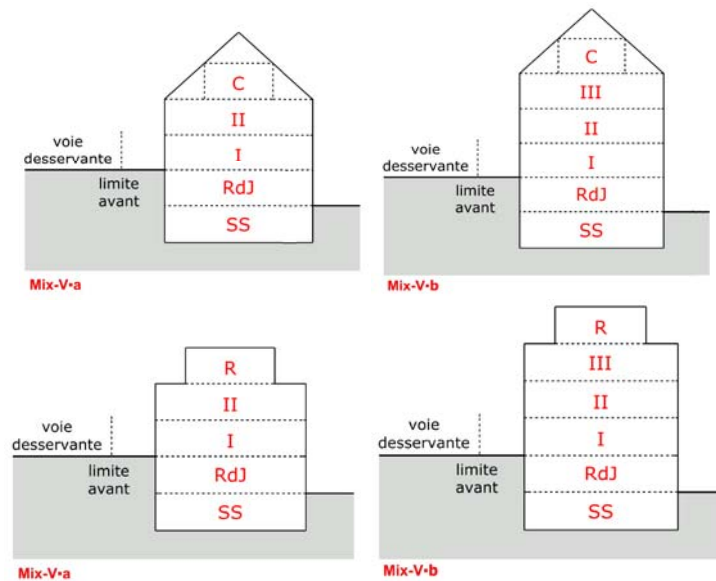 C
II
I
RdJ
SS
voie
desservante
limite
avant
Mix-V•a
C
III
II
I
RdJ
SS
voie
desservante
limite
avant
Mix-V•b
R
II
I
RdJ
SS
voie
desservante
limite
avant
Mix-V•a
R
III
II
I
RdJ
SS
voie
desservante
limite
avant
Mix-V•b